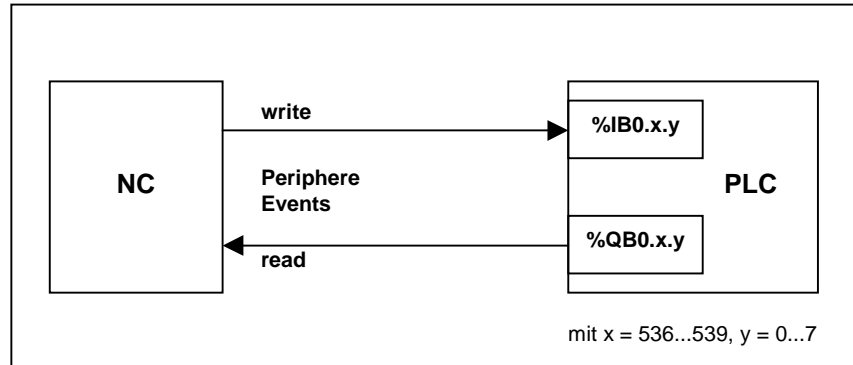 write
%IB0.x.y
NC
Periphere
Events
PLC
%QB0.x.y
read
mit x = 536...539, y = 0...7